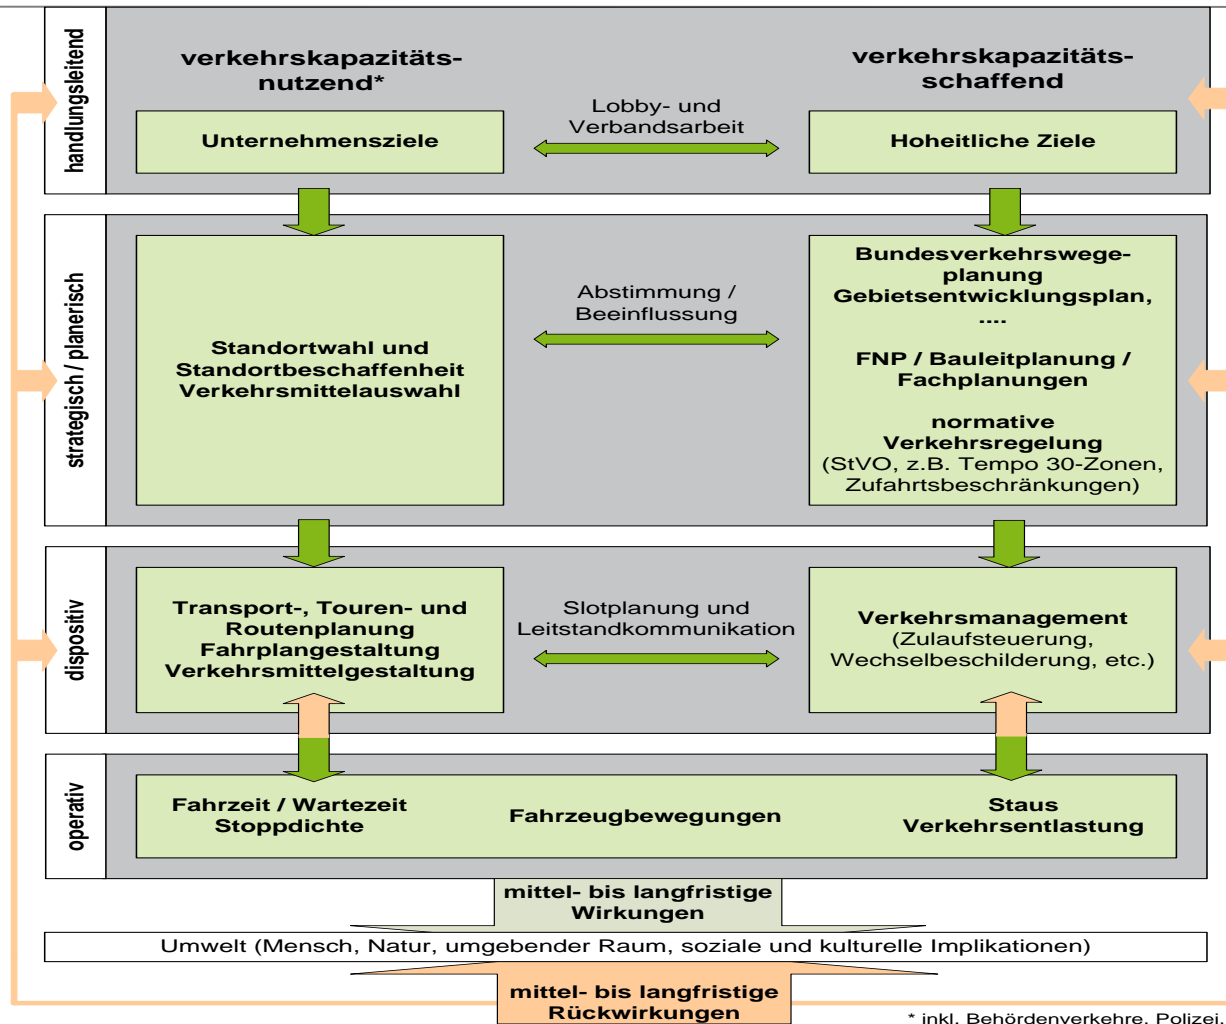 handlungsleitend
verkehrskapazitäts-
nutzend*
verkehrskapazitäts-
schaffend
Unternehmensziele
Lobby- und
Verbandsarbeit
Hoheitliche Ziele
strategisch / planerisch
Standortwahl und
Standortbeschaffenheit
Verkehrsmittelauswahl
Abstimmung /
Beeinflussung
Bundesverkehrswege-
planung
Gebietsentwicklungsplan,
....
FNP / Bauleitplanung /
Fachplanungen
normative
Verkehrsregelung
(StVO, z.B. Tempo 30-Zonen,
Zufahrtsbeschränkungen)
dispositiv
Transport-, Touren- und
Routenplanung
Fahrplangestaltung
Verkehrsmittelgestaltung
Slotplanung und
Leitstandkommunikation
Verkehrsmanagement
(Zulaufsteuerung,
Wechselbeschilderung, etc.)
operativ
Fahrzeit / Wartezeit
Stoppdichte
Fahrzeugbewegungen
Staus
Verkehrsentlastung
mittel- bis langfristige
Wirkungen
Umwelt (Mensch, Natur, umgebender Raum, soziale und kulturelle Implikationen)
mittel- bis langfristige
Rückwirkungen
* inkl. Behördenverkehre, Polizei,